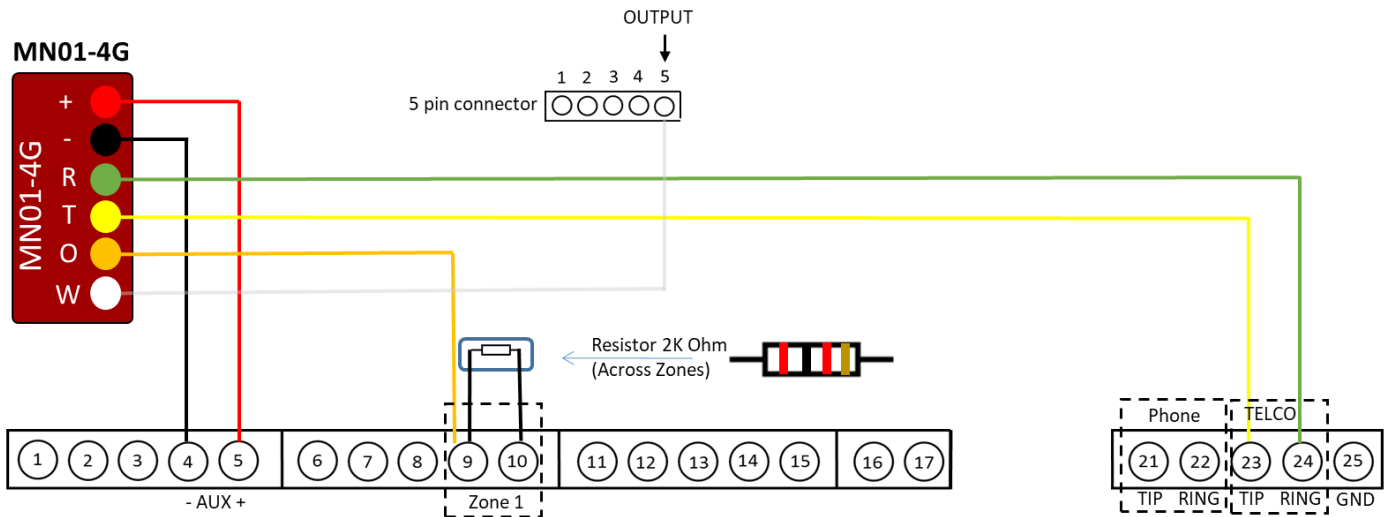 OUTPUT
MN01-4G
1 2 3 4 5
5 pin connector
+
-
R
T
O
W
MN01-4G
Resistor 2K Ohm
(Across Zones)
Phone TELCO
1 2 3 4 5 6 7 8 9 10 11 12 13 14 15 16 17 21 22 23 24 25
- AUX + Zone 1 TIP RING TIP RING GND